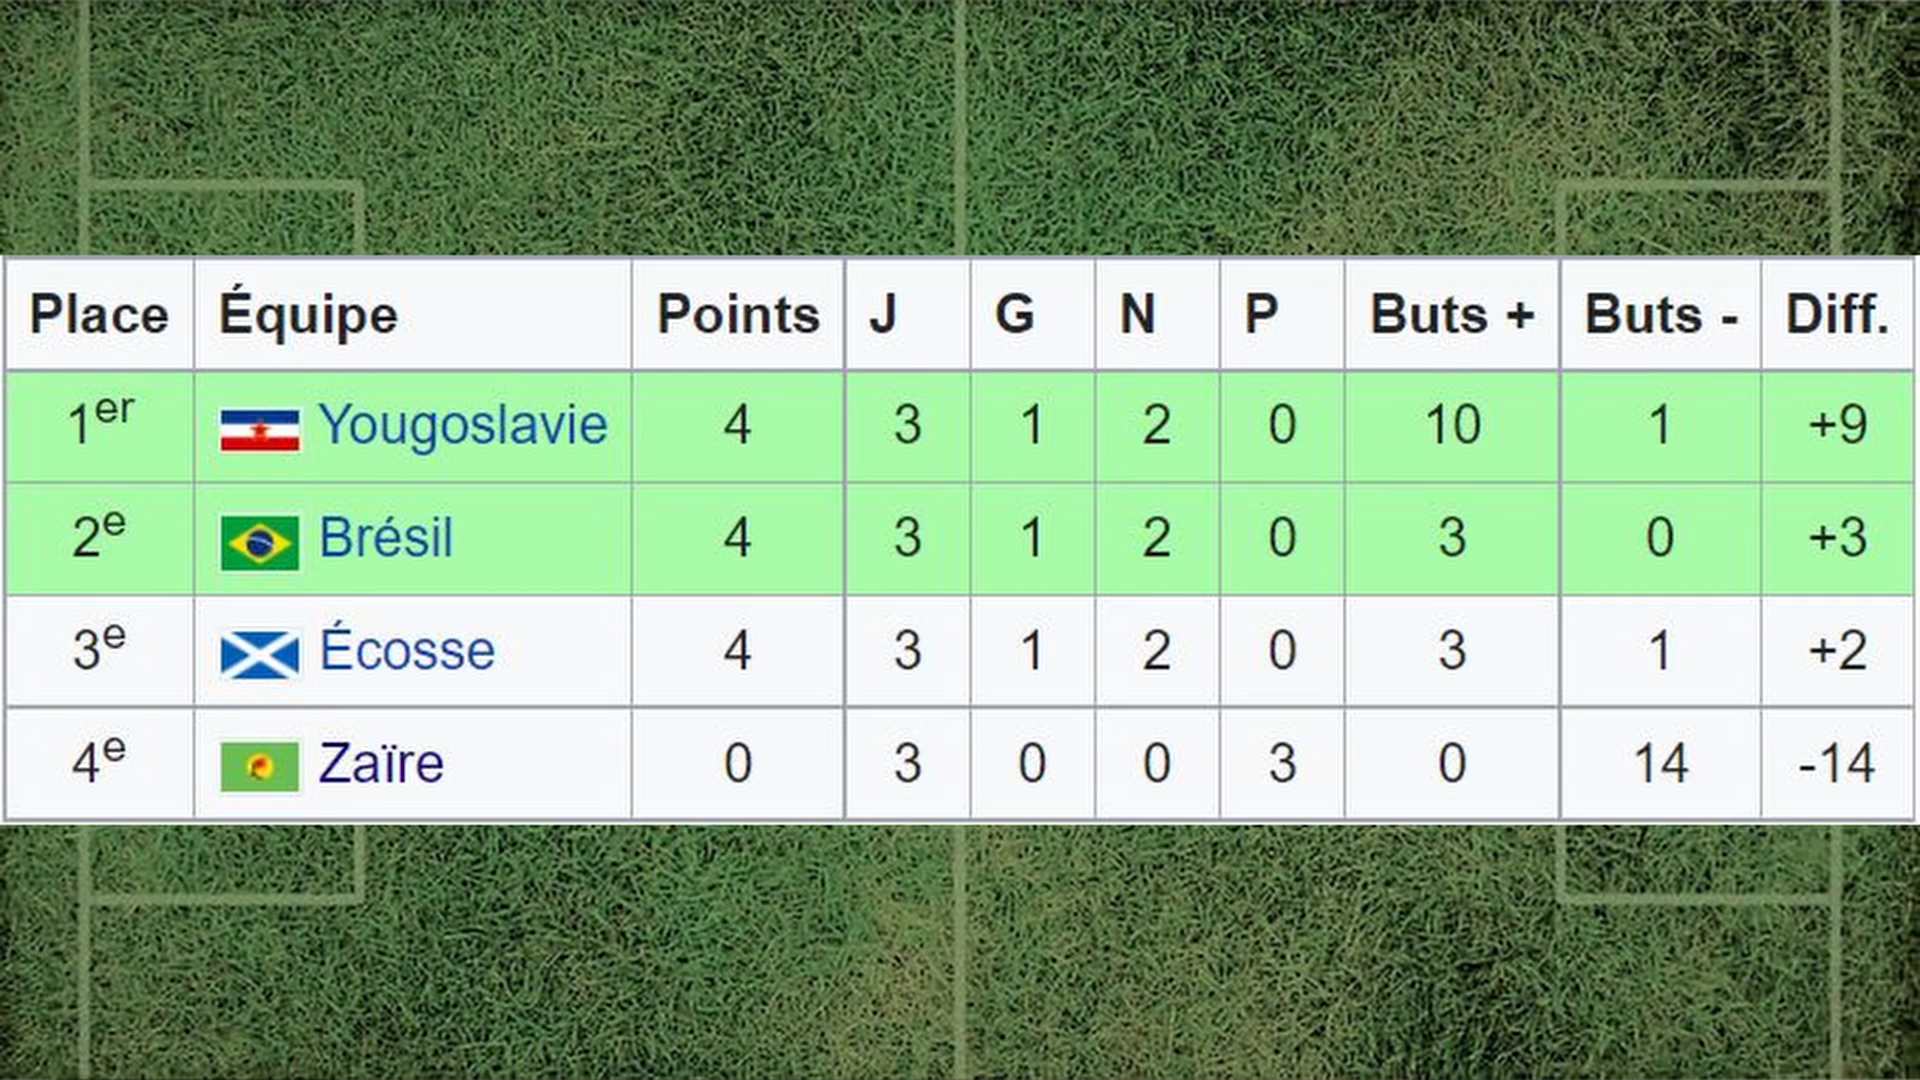 Place Équipe Points J G N P Buts + Buts - Diff.
1er Yougoslavie 4 3 1 2 0 10 1 +9
2e Brésil 4 3 1 2 0 3 0 +3
3e Écosse 4 3 1 2 0 3 1 +2
4e Zaïre 0 3 0 0 3 0 14 -14